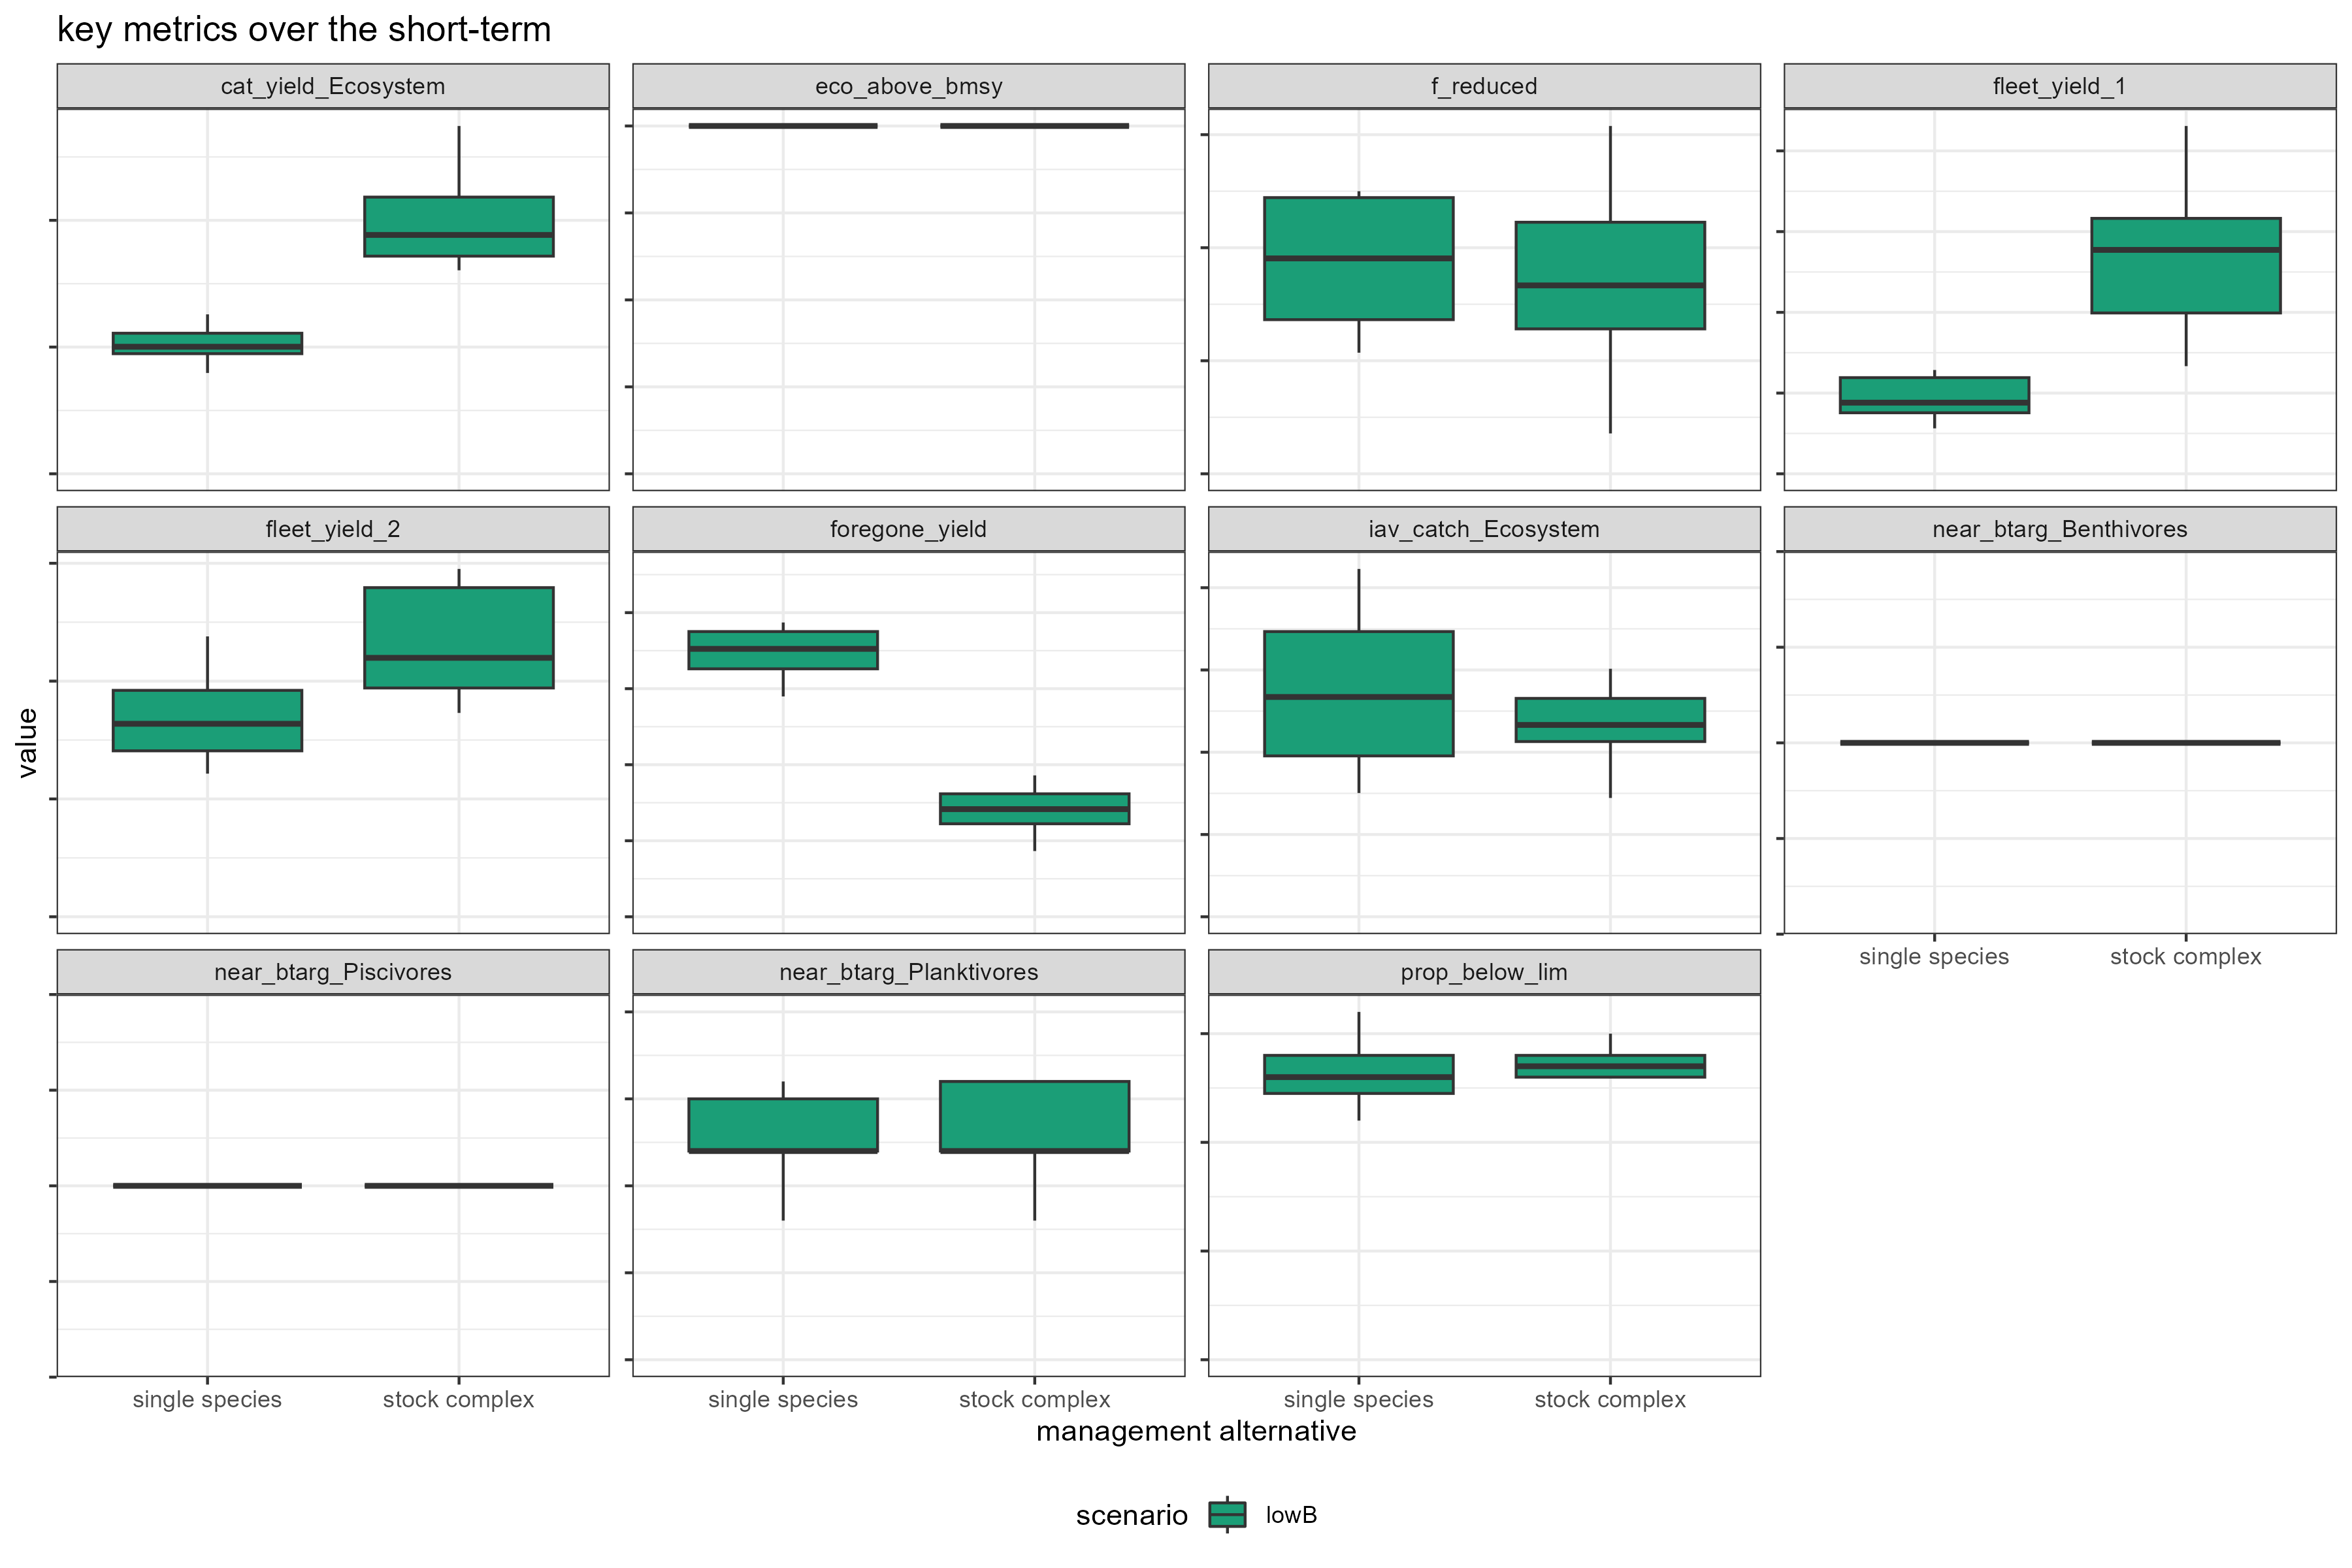 key metrics over the short-term
cat_yield_Ecosystem
eco_above_bmsy
f_reduced
fleet_yield_1
fleet_yield_2
foregone_yield
iav_catch_Ecosystem
near_btarg_Benthivores
value
single species
stock complex
near_btarg_Piscivores
near_btarg_Planktivores
prop_below_lim
single species
stock complex
single species
stock complex
single species
stock complex
management alternative
scenario
lowB